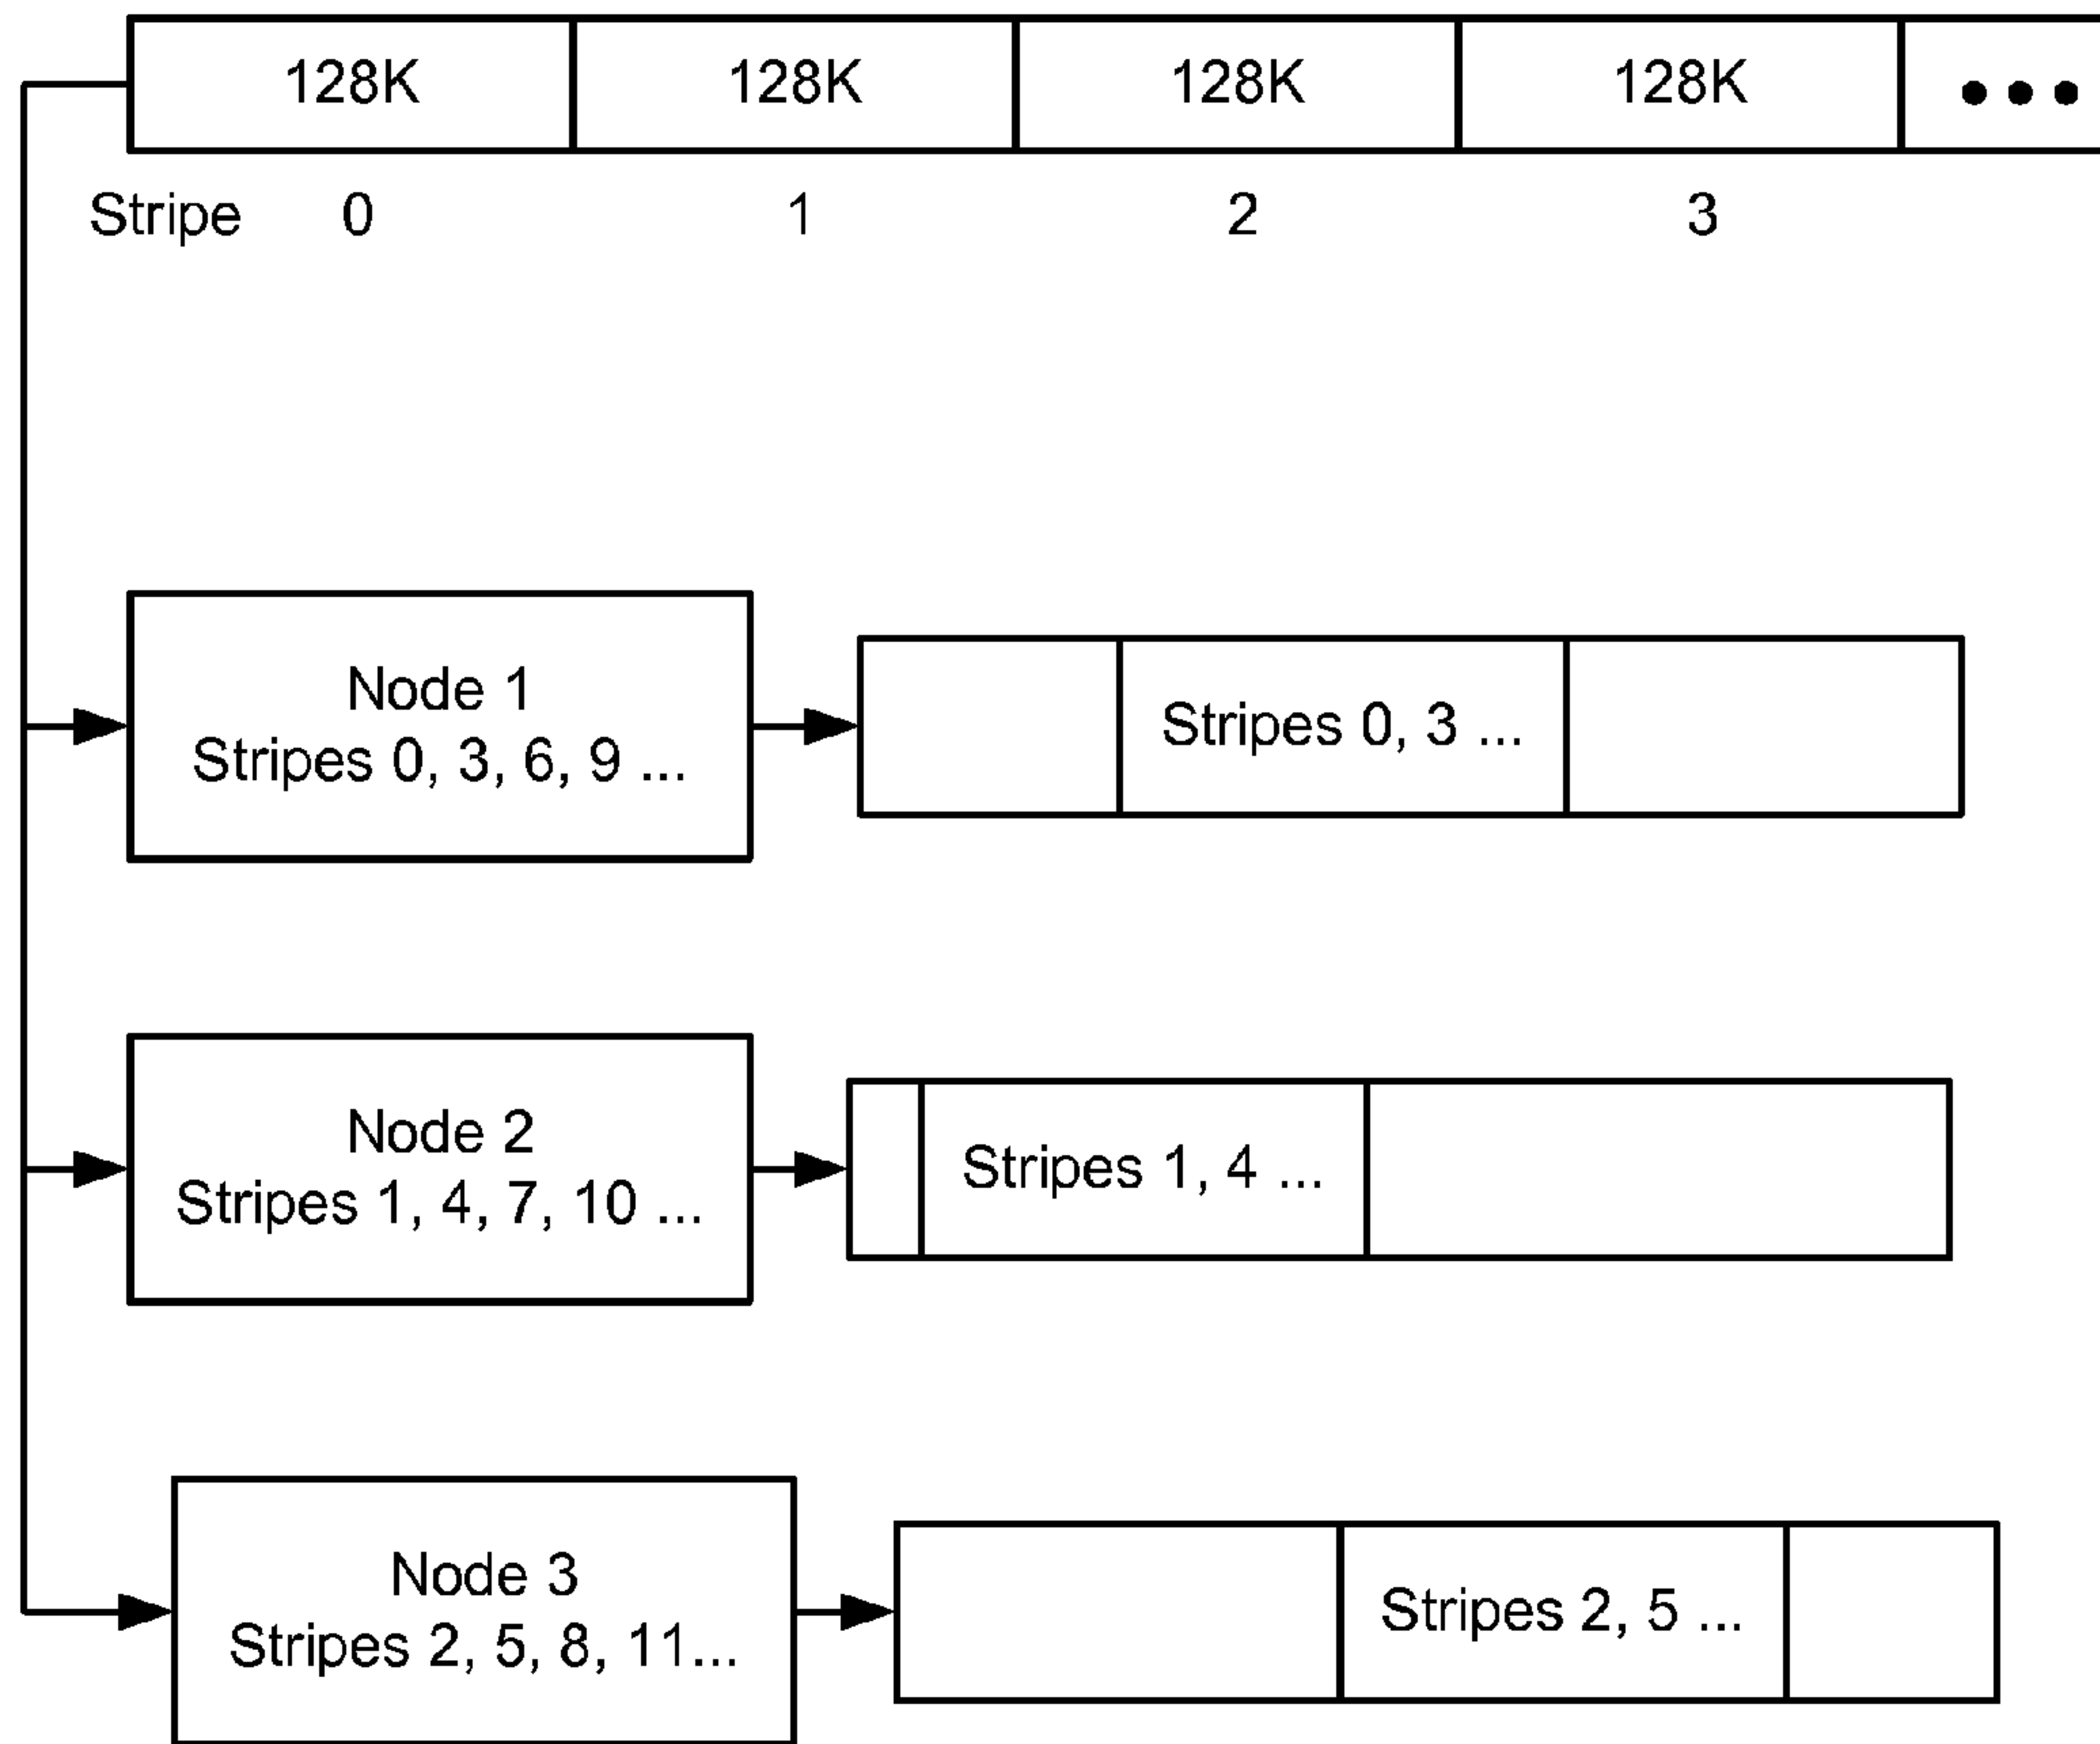 128K 128K 128K 128K •••
Stripe 0 1 2 3
Node 1
Stripes 0, 3, 6, 9 ...
Stripes 0, 3 ...
Node 2
Stripes 1, 4, 7, 10 ...
Stripes 1, 4 ...
Node 3
Stripes 2, 5, 8, 11...
Stripes 2, 5 ...